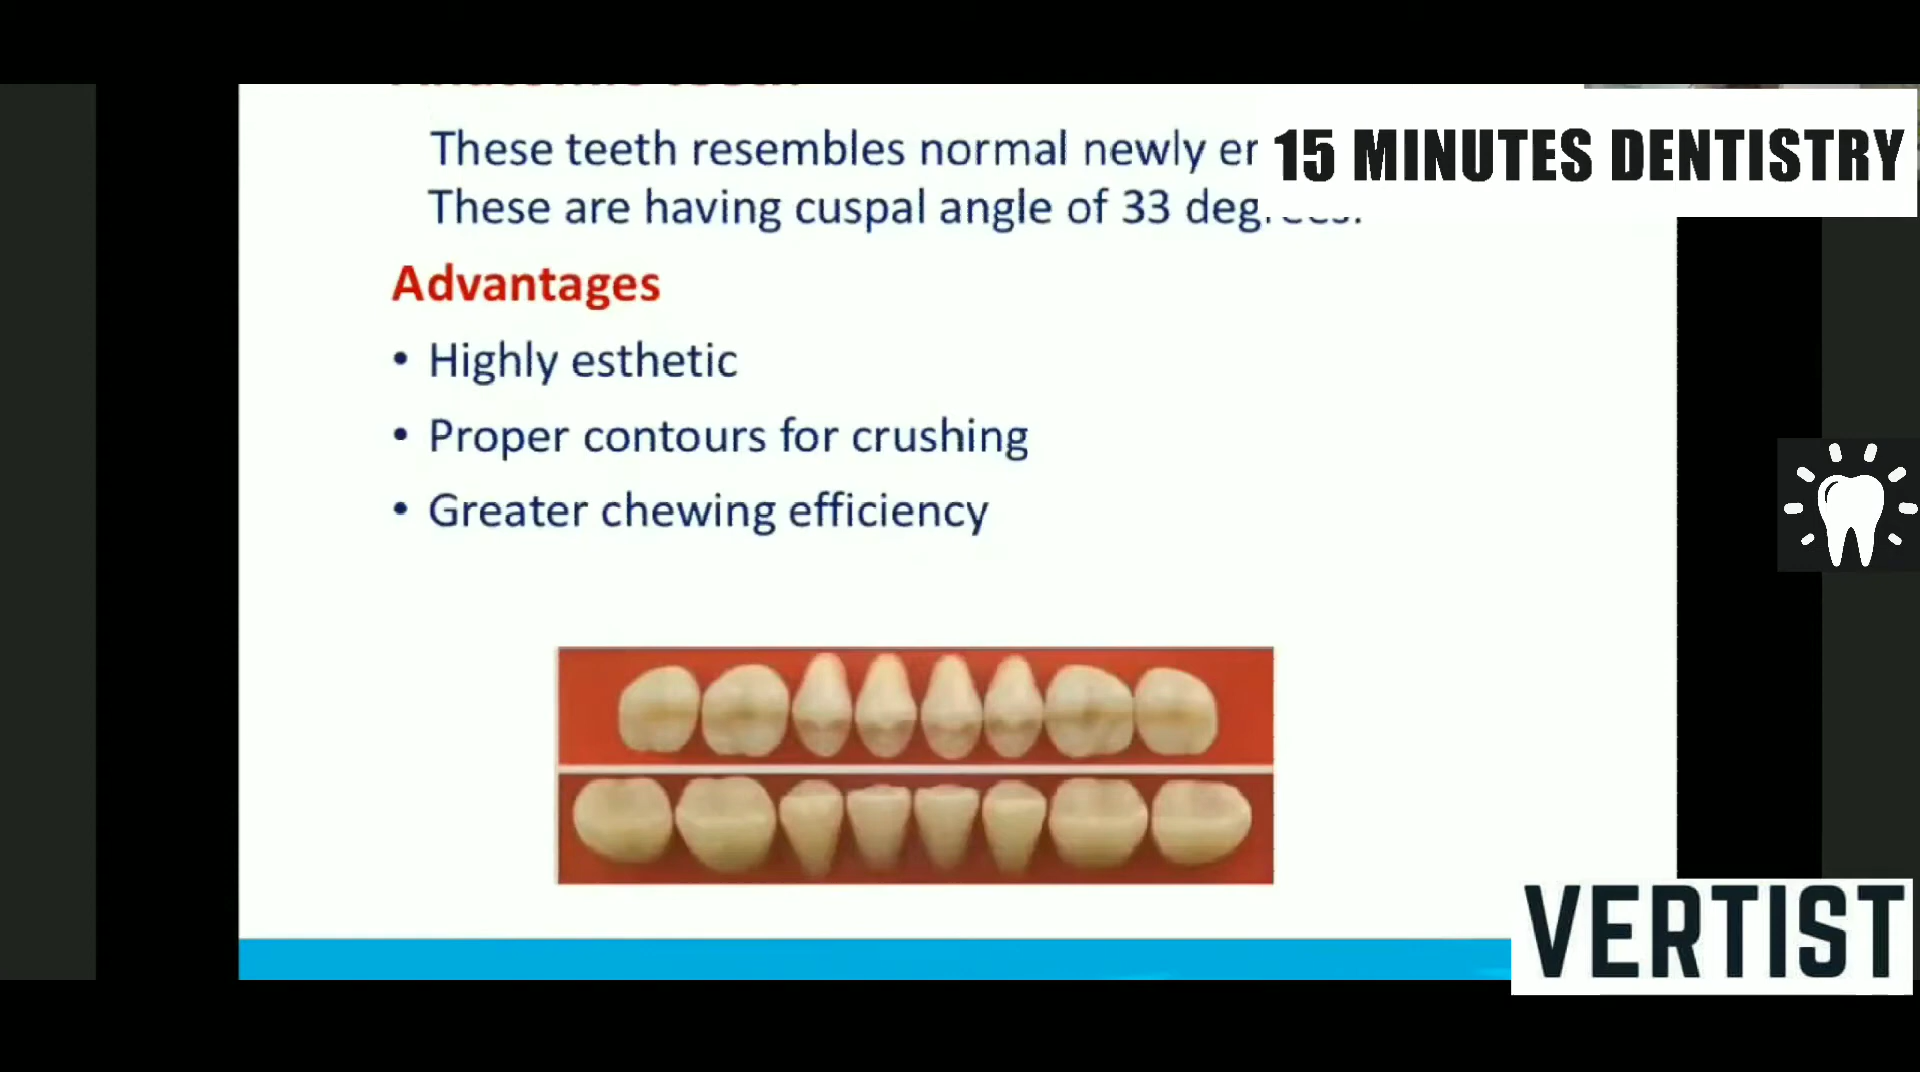 These teeth resembles normal newly er
15 MINUTES DENTISTRY
These are having cuspal angle of 33 degrees.
Advantages
• Highly esthetic
• Proper contours for crushing
• Greater chewing efficiency
VERTIST